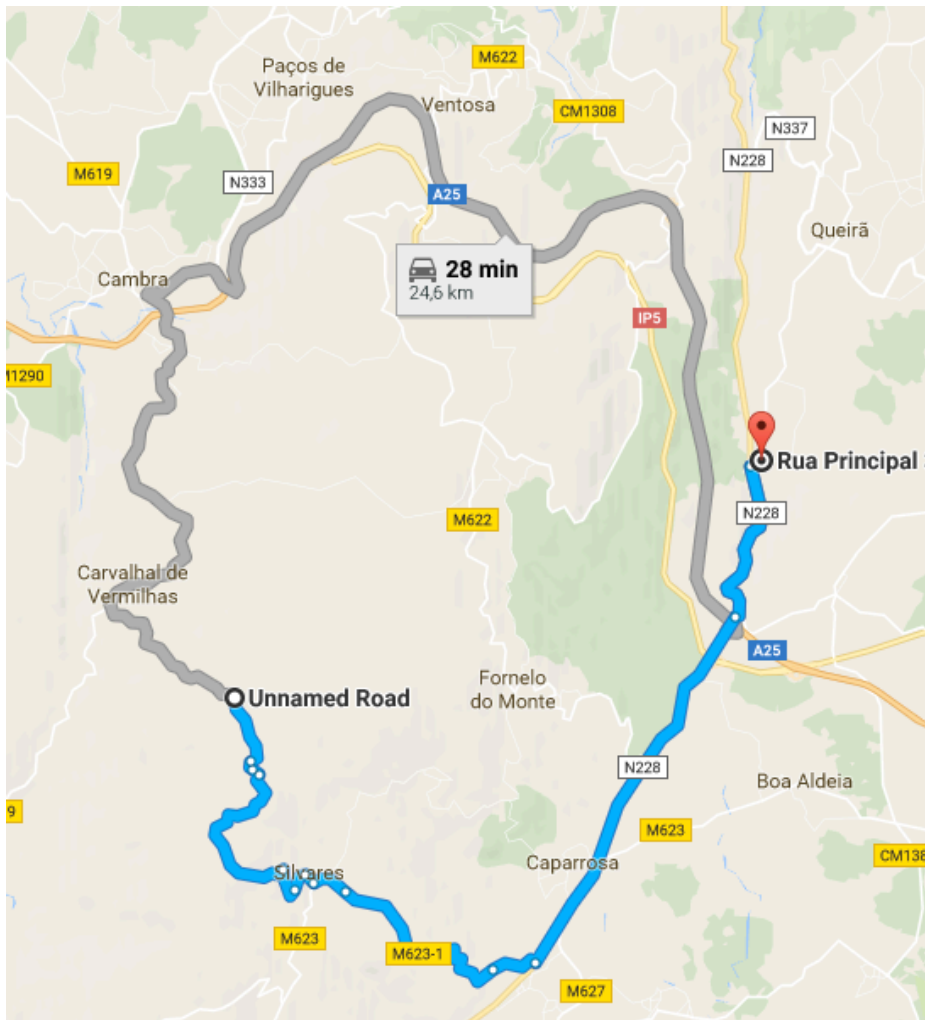 M622
Paços de
Vilharigues
Ventosa
CM1308
N337
N228
M619
N333
A25
Queirã
Cambra
28 min
24,6 km
IP5
M1290
Rua Principal
M622
N228
Carvalhal de
Vermilhas
A25
Fornelo
do Monte
Unnamed Road
N228
Boa Aldeia
9
M623
Caparrosa
CM138
Silvares
M623
M623-1
M627